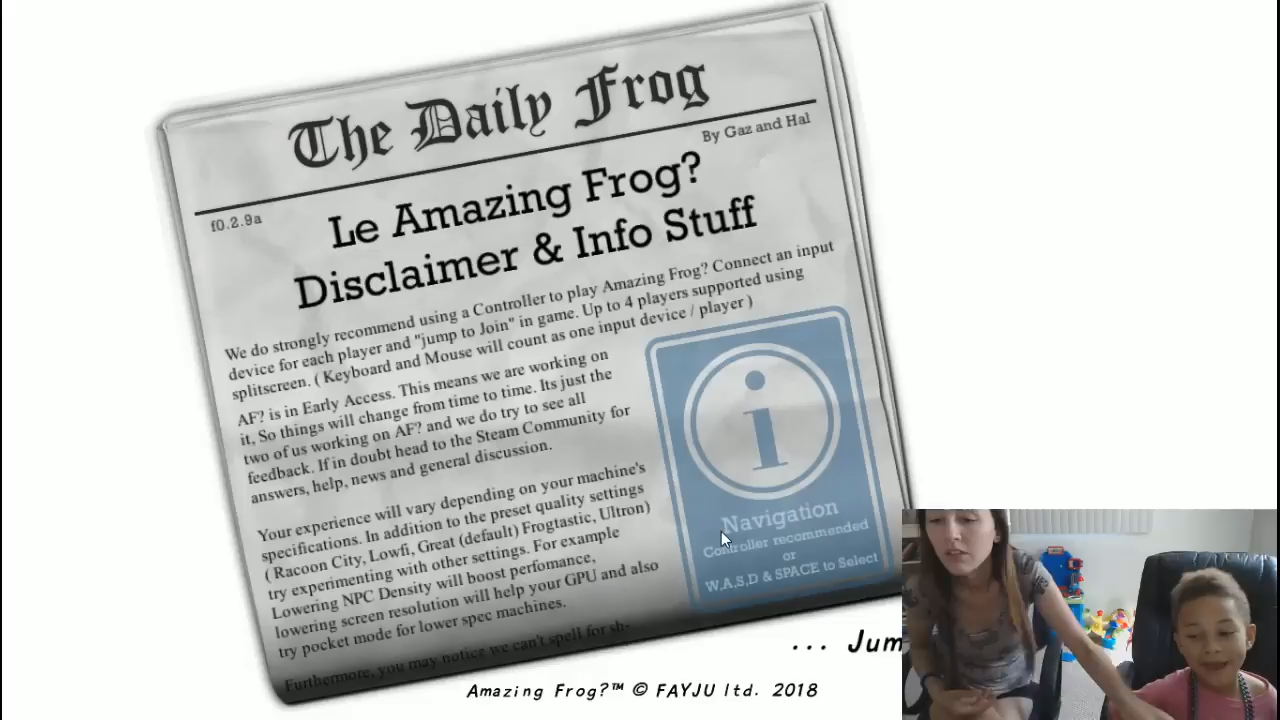 The Daily Frog
By Gaz and Hal
f0.2.9a
Le Amazing Frog?
Disclaimer & Info Stuff
We do strongly recommend using a Controller to play Amazing Frog? Connect an input
device for each player and "jump to Join" in game. Up to 4 players supported using
splitscreen. ( Keyboard and Mouse will count as one input device / player )
AF? is in Early Access. This means we are working on
it, So things will change from time to time. Its just the
two of us working on AF? and we do try to see all
feedback. If in doubt head to the Steam Community for
answers, help, news and general discussion.
Your experience will vary depending on your machine's
specifications. In addition to the preset quality settings
( Racoon City, Lowfi, Great (default) Frogtastic, Ultron)
try experimenting with other settings. For example
Lowering NPC Density will boost perfomance,
lowering screen resolution will help your GPU and also
try pocket mode for lower spec machines.
Furthermore, you may notice we can't spell for sh-
i
Navigation
Controller recommended
or
W,A,S,D & SPACE to Select
... Jum
Amazing Frog?™ © FAYJU ltd. 2018